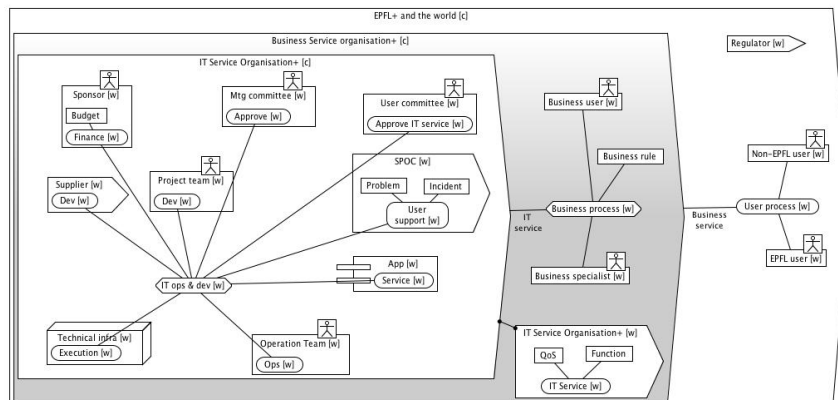 EPFL+ and the world [c]
Business Service organisation+ [c]
IT Service Organisation+ [c]
Regulator [w]
Sponsor [w]
Budget
Finance [w]
Mtg committee [w]
Approve [w]
User committee [w]
Approve IT service [w]
Business user [w]
Business rule
Non-EPFL user [w]
SPOC [w]
Problem
Incident
User
support [w]
Supplier [w]
Dev [w]
Project team [w]
Dev [w]
IT
service
Business process [w]
Business
service
User process [w]
EPFL user [w]
Business specialist [w]
App [w]
Service [w]
IT ops & dev [w]
Technical infra [w]
Execution [w]
Operation Team [w]
Ops [w]
IT Service Organisation+ [w]
QoS
Function
IT Service [w]